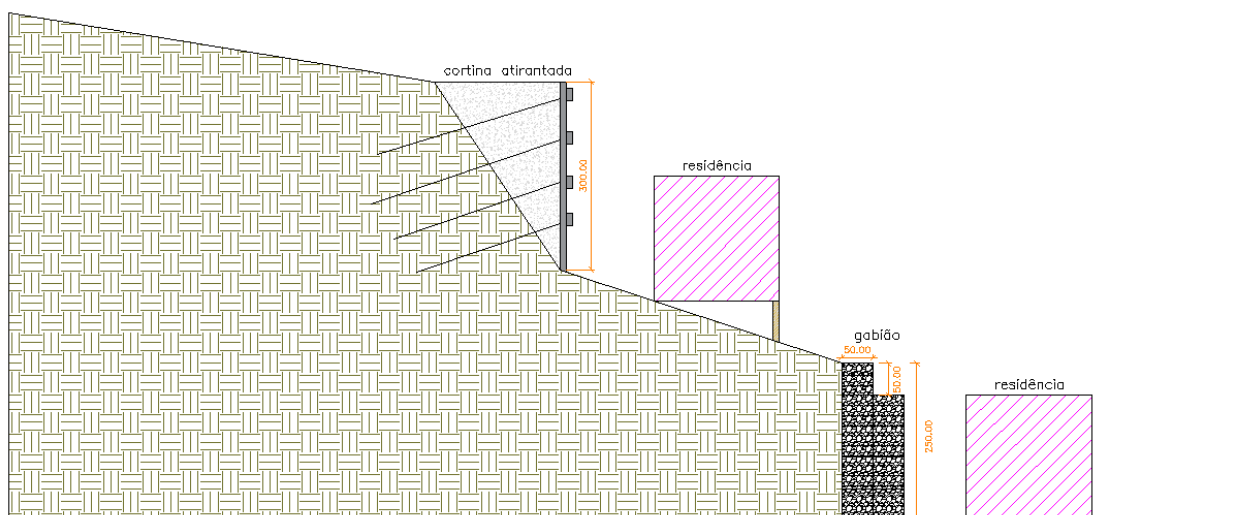 cortina atirantada
300.00
residência
gabião
50.00
50.00
250.00
residência